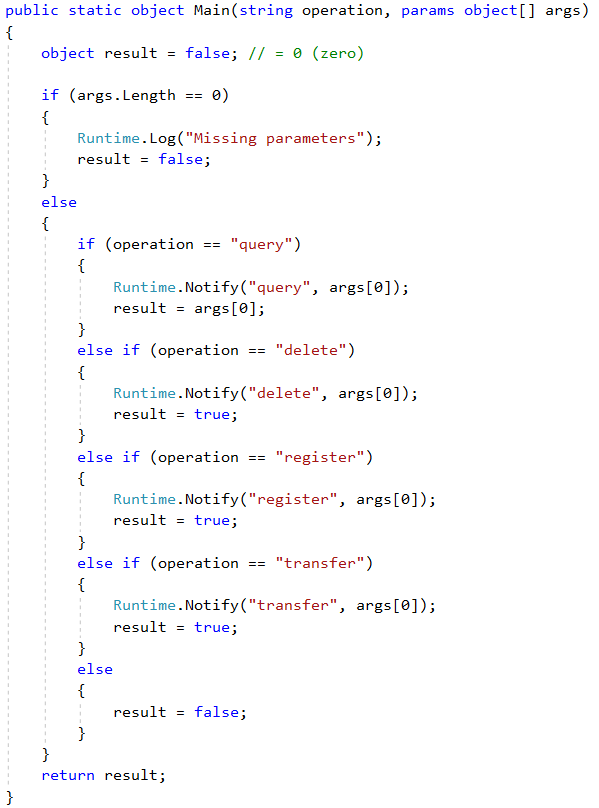 public static object Main(string operation, params object[] args)
{
    object result = false; // = 0 (zero)

    if (args.Length == 0)
    {
        Runtime.Log("Missing parameters");
        result = false;
    }
    else
    {
        if (operation == "query")
        {
            Runtime.Notify("query", args[0]);
            result = args[0];
        }
        else if (operation == "delete")
        {
            Runtime.Notify("delete", args[0]);
            result = true;
        }
        else if (operation == "register")
        {
            Runtime.Notify("register", args[0]);
            result = true;
        }
        else if (operation == "transfer")
        {
            Runtime.Notify("transfer", args[0]);
            result = true;
        }
        else
        {
            result = false;
        }
    }
    return result;
}